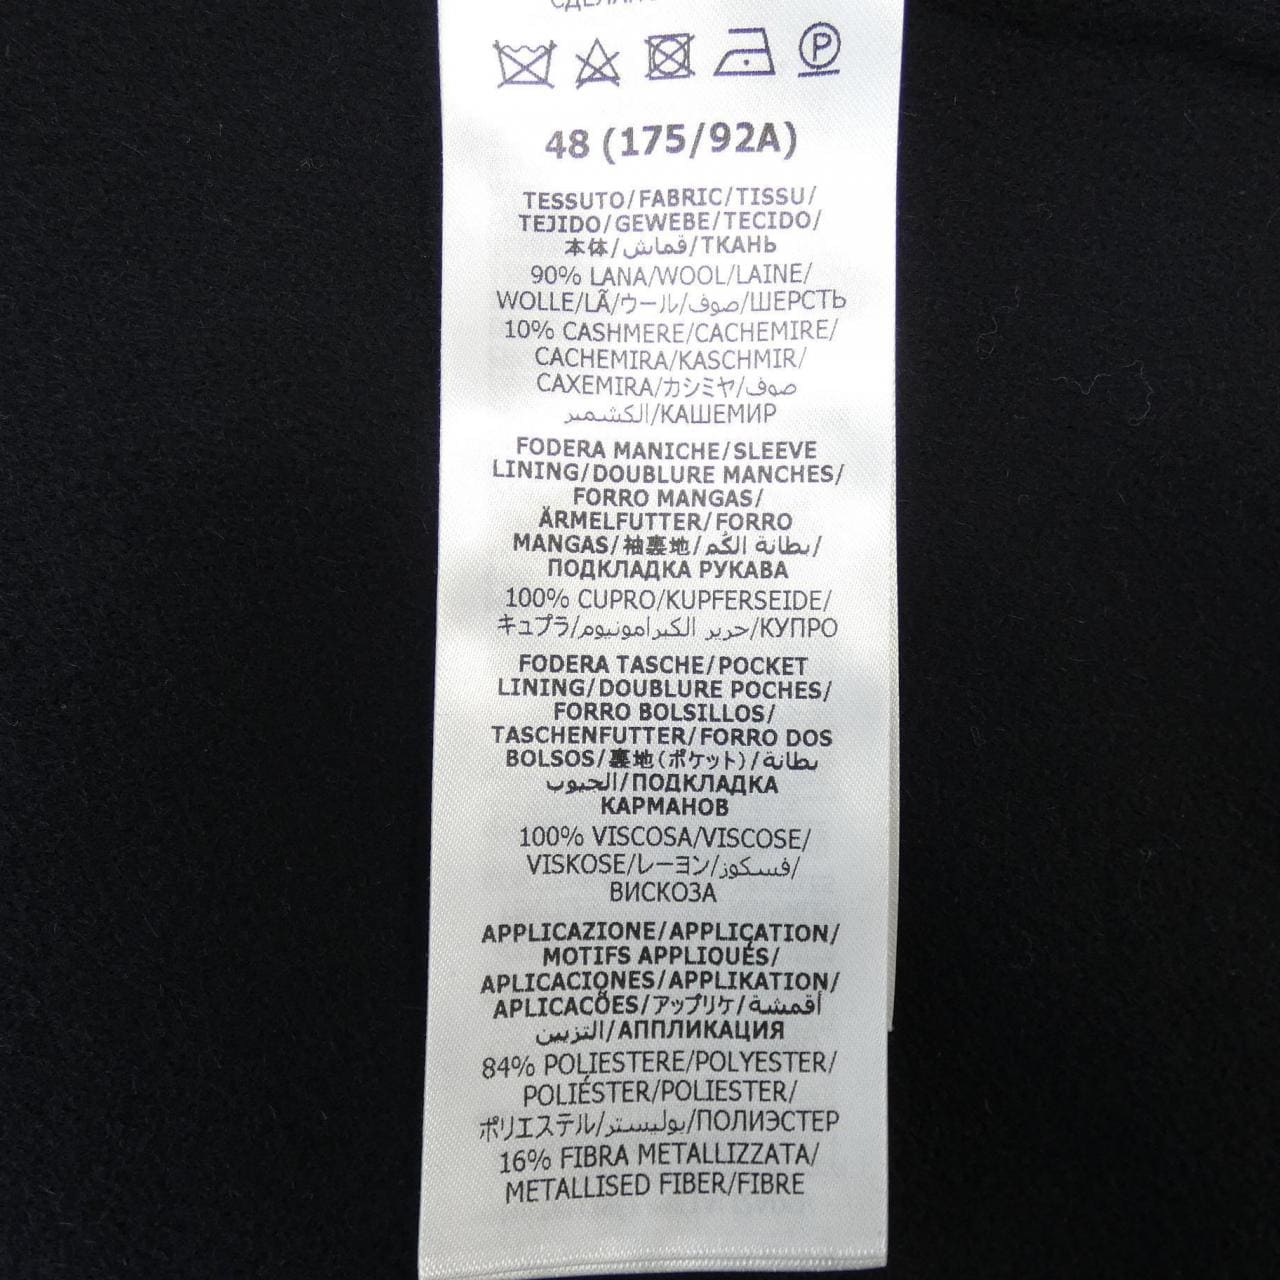 СДЕЛАНО
P
48 (175/92A)
TESSUTO/FABRIC/TISSU/
TEJIDO/GEWEBE/TECIDO/
本体/قماش/ТКАНЬ
90% LANA/WOOL/LAINE/
WOLLE/LÃ/ウール/صوف/ШЕРСТЬ
10% CASHMERE/CACHEMIRE/
CACHEMIRA/KASCHMIR/
CAXEMIRA/カシミヤ/صوف
الكشمير/КАШЕМИР
FODERA MANICHE/SLEEVE
LINING/DOUBLURE MANCHES/
FORRO MANGAS/
ÄRMELFUTTER/FORRO
MANGAS/袖裏地/بطانة الكُم/
ПОДКЛАДКА РУКАВА
100% CUPRO/KUPFERSEIDE/
キュプラ/حرير الكبرامونيوم/КУПРО
FODERA TASCHE/POCKET
LINING/DOUBLURE POCHES/
FORRO BOLSILLOS/
TASCHENFUTTER/FORRO DOS
BOLSOS/裏地(ポケット)/بطانة
الجيوب/ПОДКЛАДКА
КАРМАНОВ
100% VISCOSA/VISCOSE/
VISKOSE/レーヨン/فسكوز/
ВИСКОЗА
APPLICAZIONE/APPLICATION/
MOTIFS APPLIQUÉS/
APLICACIONES/APPLIKATION/
APLICAÇÕES/アップリケ/أقمشة
التزيين/АППЛИКАЦИЯ
84% POLIESTERE/POLYESTER/
POLIÉSTER/POLIESTER/
ポリエステル/بوليستر/ПОЛИЭСТЕР
16% FIBRA METALLIZZATA/
METALLISED FIBER/FIBRE